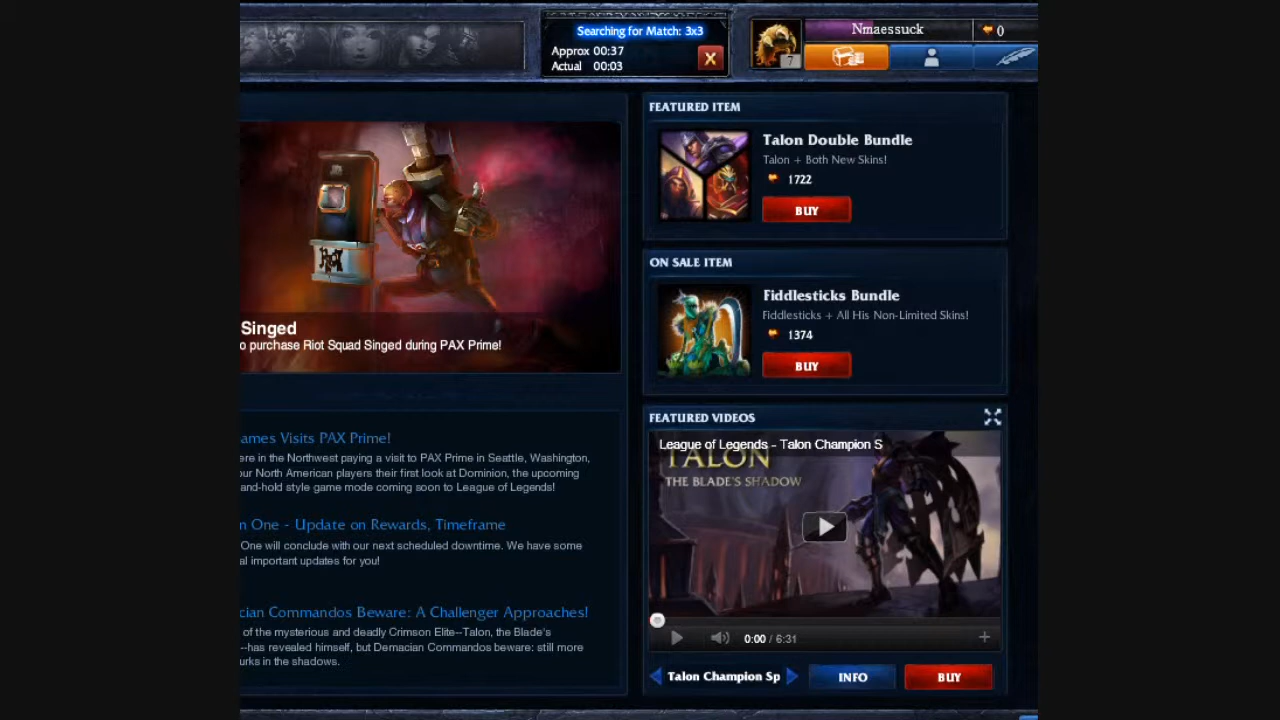 Searching for Match: 3x3
Approx 00:37
Actual 00:03
X
7
Nmaessuck
0
Singed
o purchase Riot Squad Singed during PAX Prime!
ames Visits PAX Prime!
ere in the Northwest paying a visit to PAX Prime in Seattle, Washington,
our North American players their first look at Dominion, the upcoming
and-hold style game mode coming soon to League of Legends!
n One - Update on Rewards, Timeframe
One will conclude with our next scheduled downtime. We have some
al important updates for you!
cian Commandos Beware: A Challenger Approaches!
of the mysterious and deadly Crimson Elite--Talon, the Blade's
--has revealed himself, but Demacian Commandos beware: still more
urks in the shadows.
FEATURED ITEM
Talon Double Bundle
Talon + Both New Skins!
1722
BUY
ON SALE ITEM
Fiddlesticks Bundle
Fiddlesticks + All His Non-Limited Skins!
1374
BUY
FEATURED VIDEOS
League of Legends - Talon Champion S
TALON
THE BLADE'S SHADOW
0:00 / 6:31
Talon Champion Sp
INFO
BUY